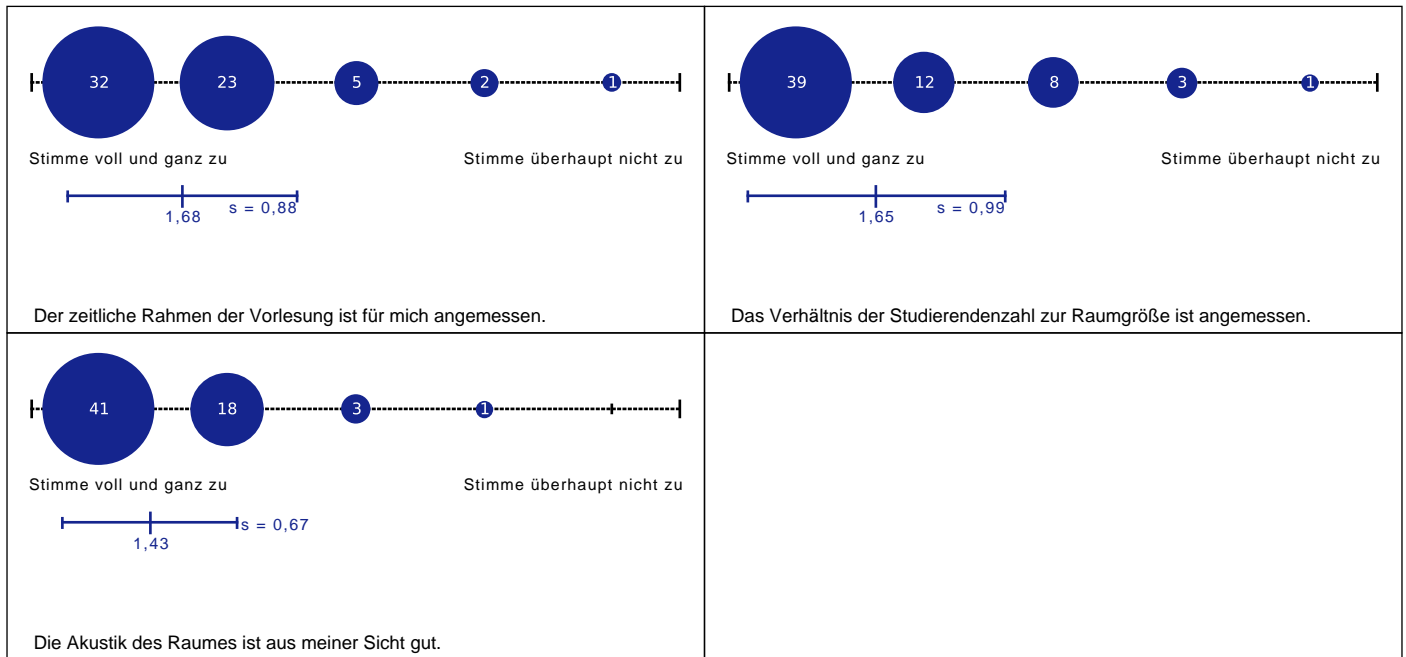 32 23 5 2 1
Stimme voll und ganz zu Stimme überhaupt nicht zu
1,68 s = 0,88
Der zeitliche Rahmen der Vorlesung ist für mich angemessen.
39 12 8 3 1
Stimme voll und ganz zu Stimme überhaupt nicht zu
1,65 s = 0,99
Das Verhältnis der Studierendenzahl zur Raumgröße ist angemessen.
41 18 3 1
Stimme voll und ganz zu Stimme überhaupt nicht zu
1,43 s = 0,67
Die Akustik des Raumes ist aus meiner Sicht gut.